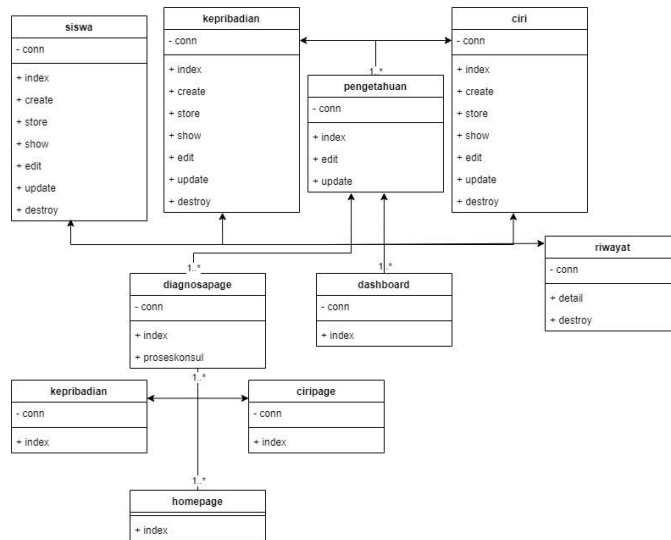 siswa
- conn
+ index
+ create
+ store
+ show
+ edit
+ update
+ destroy
kepribadian
- conn
+ index
+ create
+ store
+ show
+ edit
+ update
+ destroy
ciri
- conn
+ index
+ create
+ store
+ show
+ edit
+ update
+ destroy
1..*
pengetahuan
- conn
+ index
+ edit
+ update
riwayat
- conn
+ detail
+ destroy
1..*
diagnosapage
- conn
+ index
+ proseskonsul
1..*
1..*
dashboard
- conn
+ index
kepribadian
- conn
+ index
ciripage
- conn
+ index
1..*
homepage
+ index